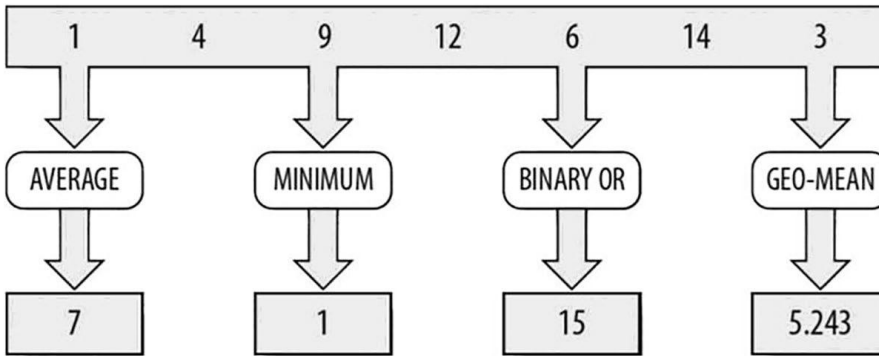 1 4 9 12 6 14 3
AVERAGE MINIMUM BINARY OR GEO-MEAN
7 1 15 5.243